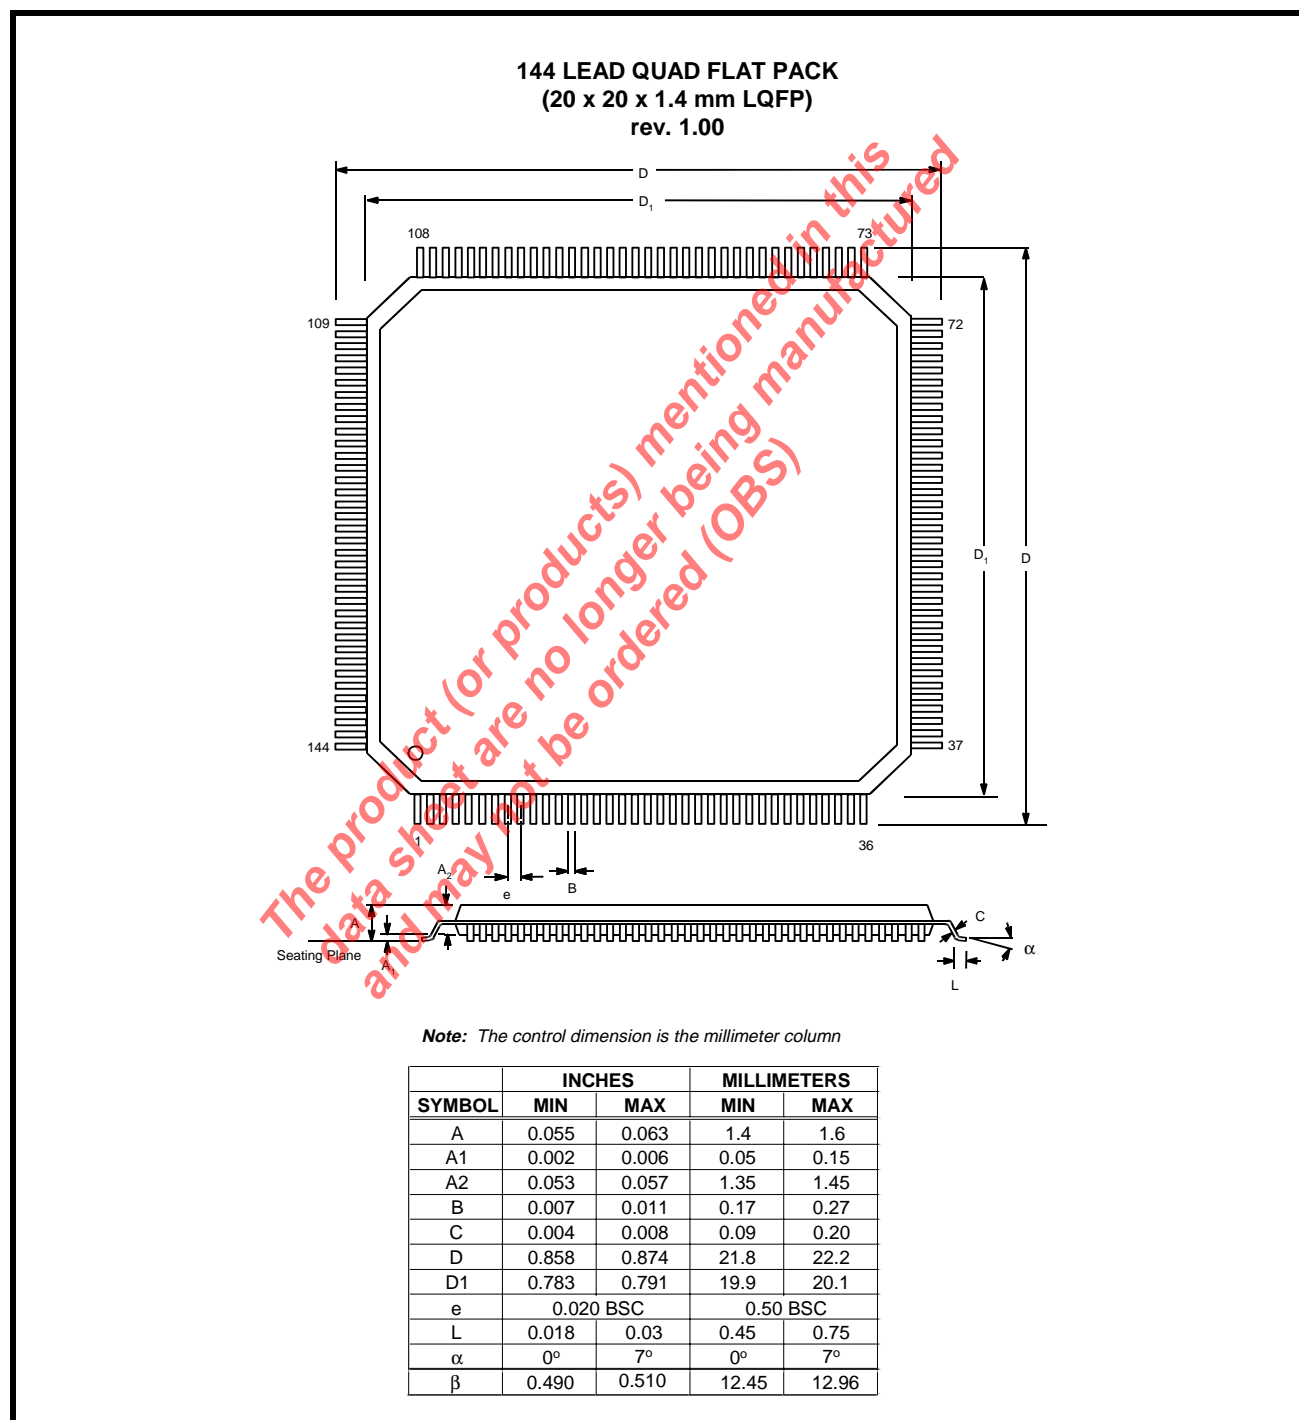 144 LEAD QUAD FLAT PACK
(20 x 20 x 1.4 mm LQFP)
rev. 1.00
D
D1
108
73
109
72
D1
D
144
37
1
36
A2
e
B
A
C
Seating Plane
A1
α
L
The product (or products) mentioned in this
data sheet are no longer being manufactured
and may not be ordered (OBS)
Note: The control dimension is the millimeter column
INCHES MILLIMETERS
SYMBOL MIN MAX MIN MAX
A 0.055 0.063 1.4 1.6
A1 0.002 0.006 0.05 0.15
A2 0.053 0.057 1.35 1.45
B 0.007 0.011 0.17 0.27
C 0.004 0.008 0.09 0.20
D 0.858 0.874 21.8 22.2
D1 0.783 0.791 19.9 20.1
e 0.020 BSC 0.50 BSC
L 0.018 0.03 0.45 0.75
α 0° 7° 0° 7°
β 0.490 0.510 12.45 12.96